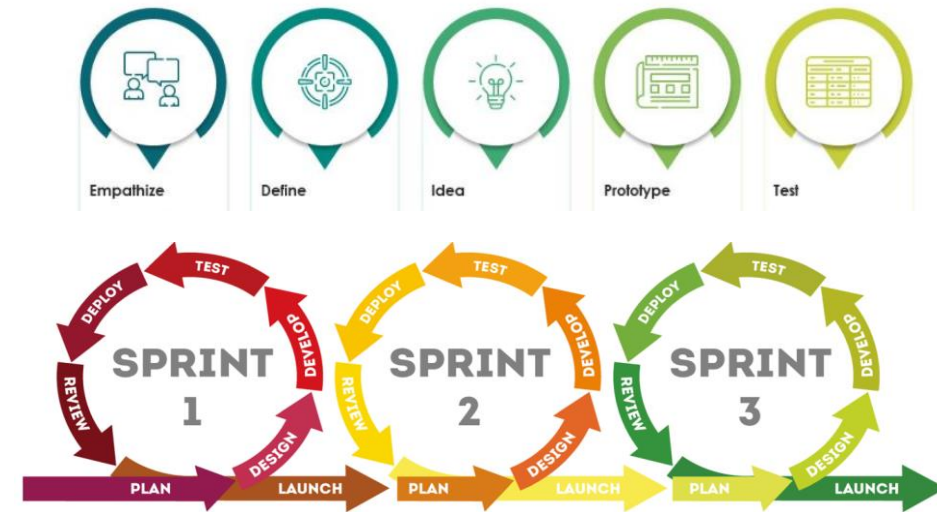 Empathize
Define
Idea
Prototype
Test
SPRINT
1
PLAN
DESIGN
DEVELOP
TEST
DEPLOY
REVIEW
LAUNCH
SPRINT
2
PLAN
DESIGN
DEVELOP
TEST
DEPLOY
REVIEW
LAUNCH
SPRINT
3
PLAN
DESIGN
DEVELOP
TEST
DEPLOY
REVIEW
LAUNCH